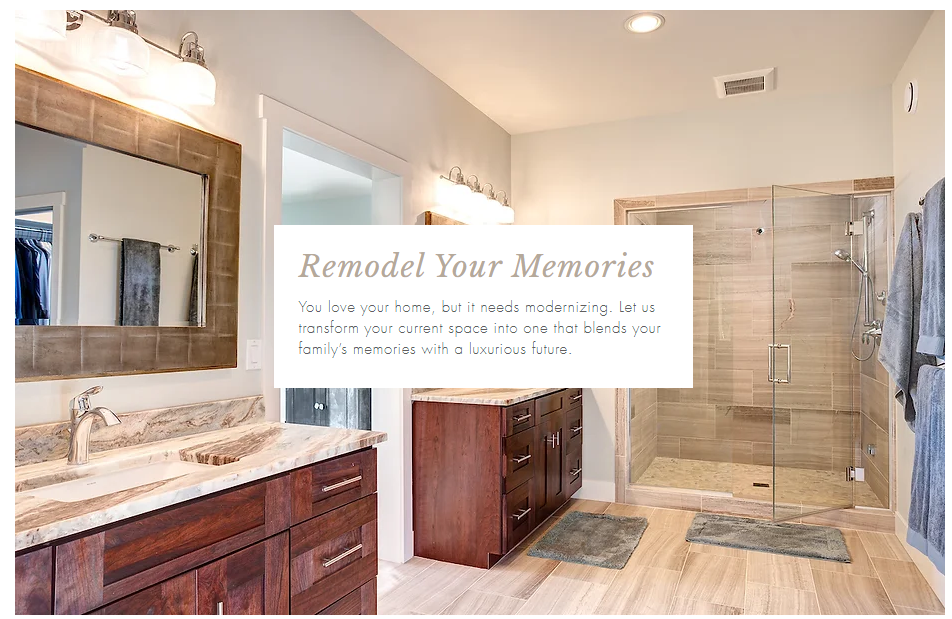 Remodel Your Memories
You love your home, but it needs modernizing. Let us
transform your current space into one that blends your
family's memories with a luxurious future.